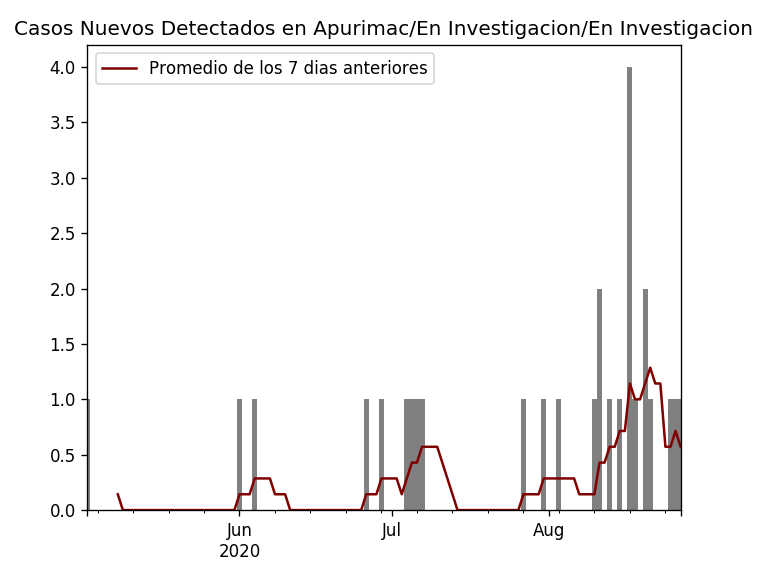 Casos Nuevos Detectados en Apurimac/En Investigacion/En Investigacion
Promedio de los 7 dias anteriores
4.0
3.5
3.0
2.5
2.0
1.5
1.0
0.5
0.0
Jun
2020
Jul
Aug